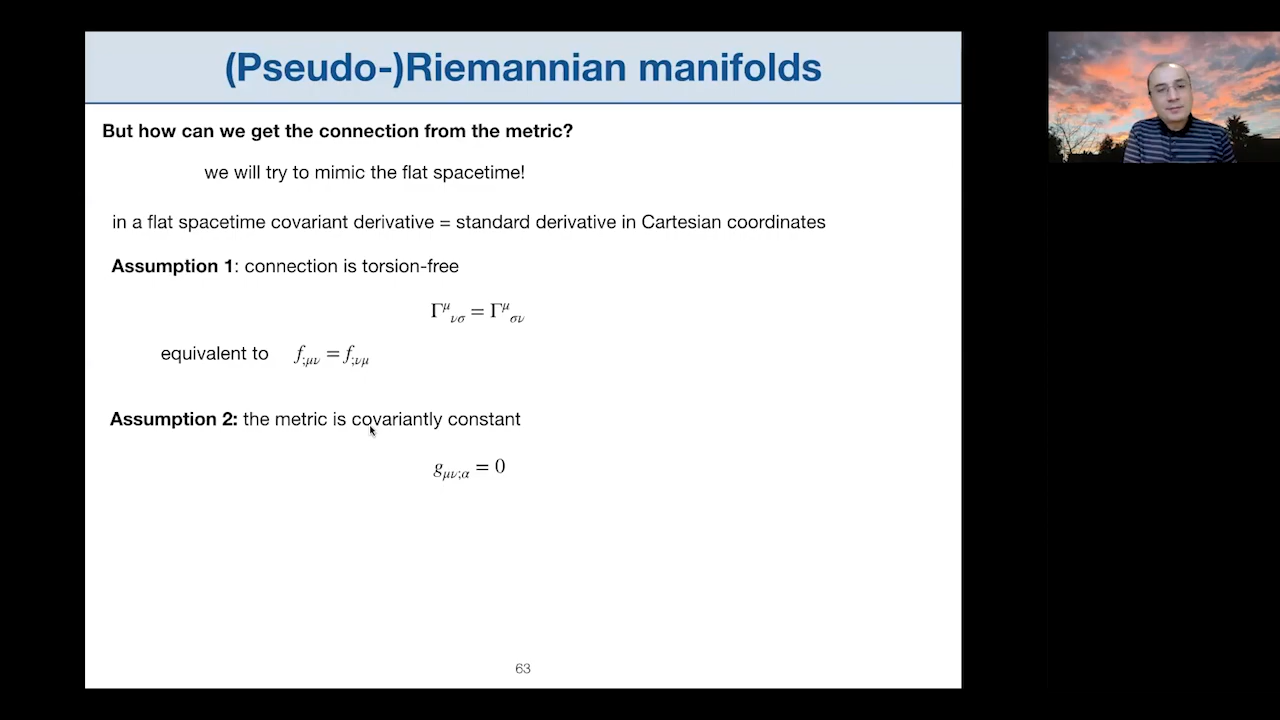 (Pseudo-)Riemannian manifolds
But how can we get the connection from the metric?
we will try to mimic the flat spacetime!
in a flat spacetime covariant derivative = standard derivative in Cartesian coordinates
Assumption 1: connection is torsion-free
Γ^μ_νσ = Γ^μ_σν
equivalent to f_;μν = f_;νμ
Assumption 2: the metric is covariantly constant
g_μν;α = 0
63